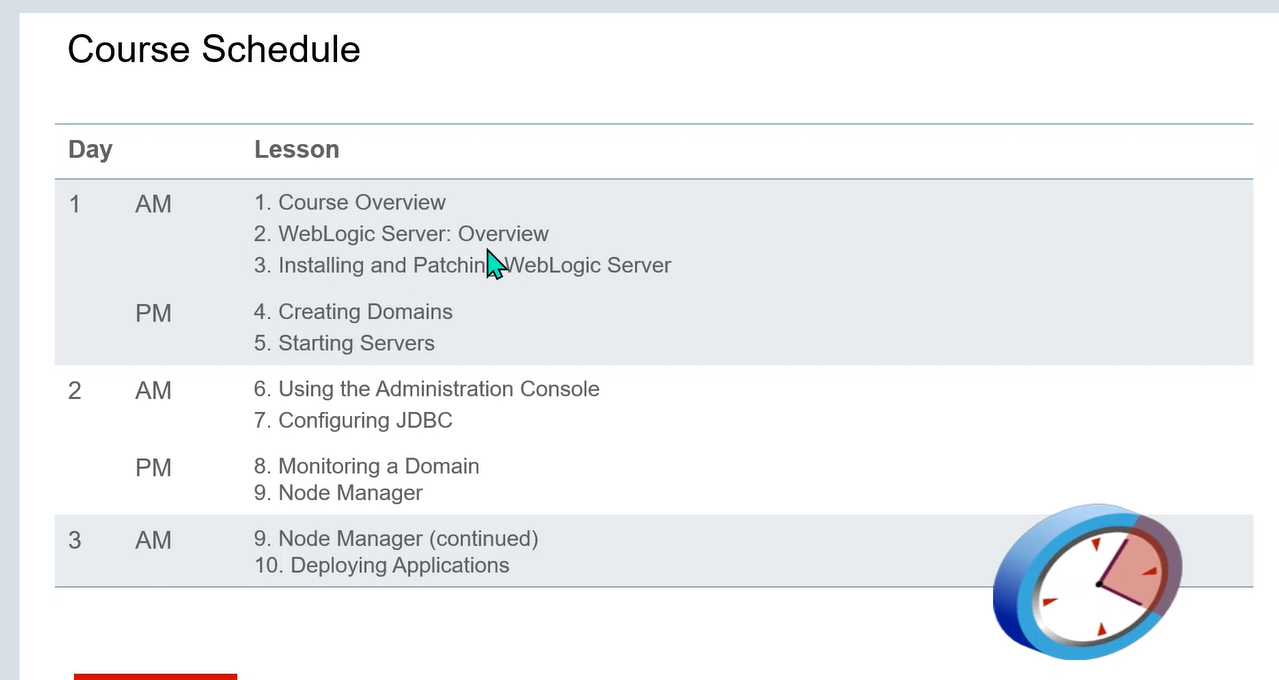 Course Schedule
Day Lesson
1 AM 1. Course Overview
2. WebLogic Server: Overview
3. Installing and Patching WebLogic Server
PM 4. Creating Domains
5. Starting Servers
2 AM 6. Using the Administration Console
7. Configuring JDBC
PM 8. Monitoring a Domain
9. Node Manager
3 AM 9. Node Manager (continued)
10. Deploying Applications